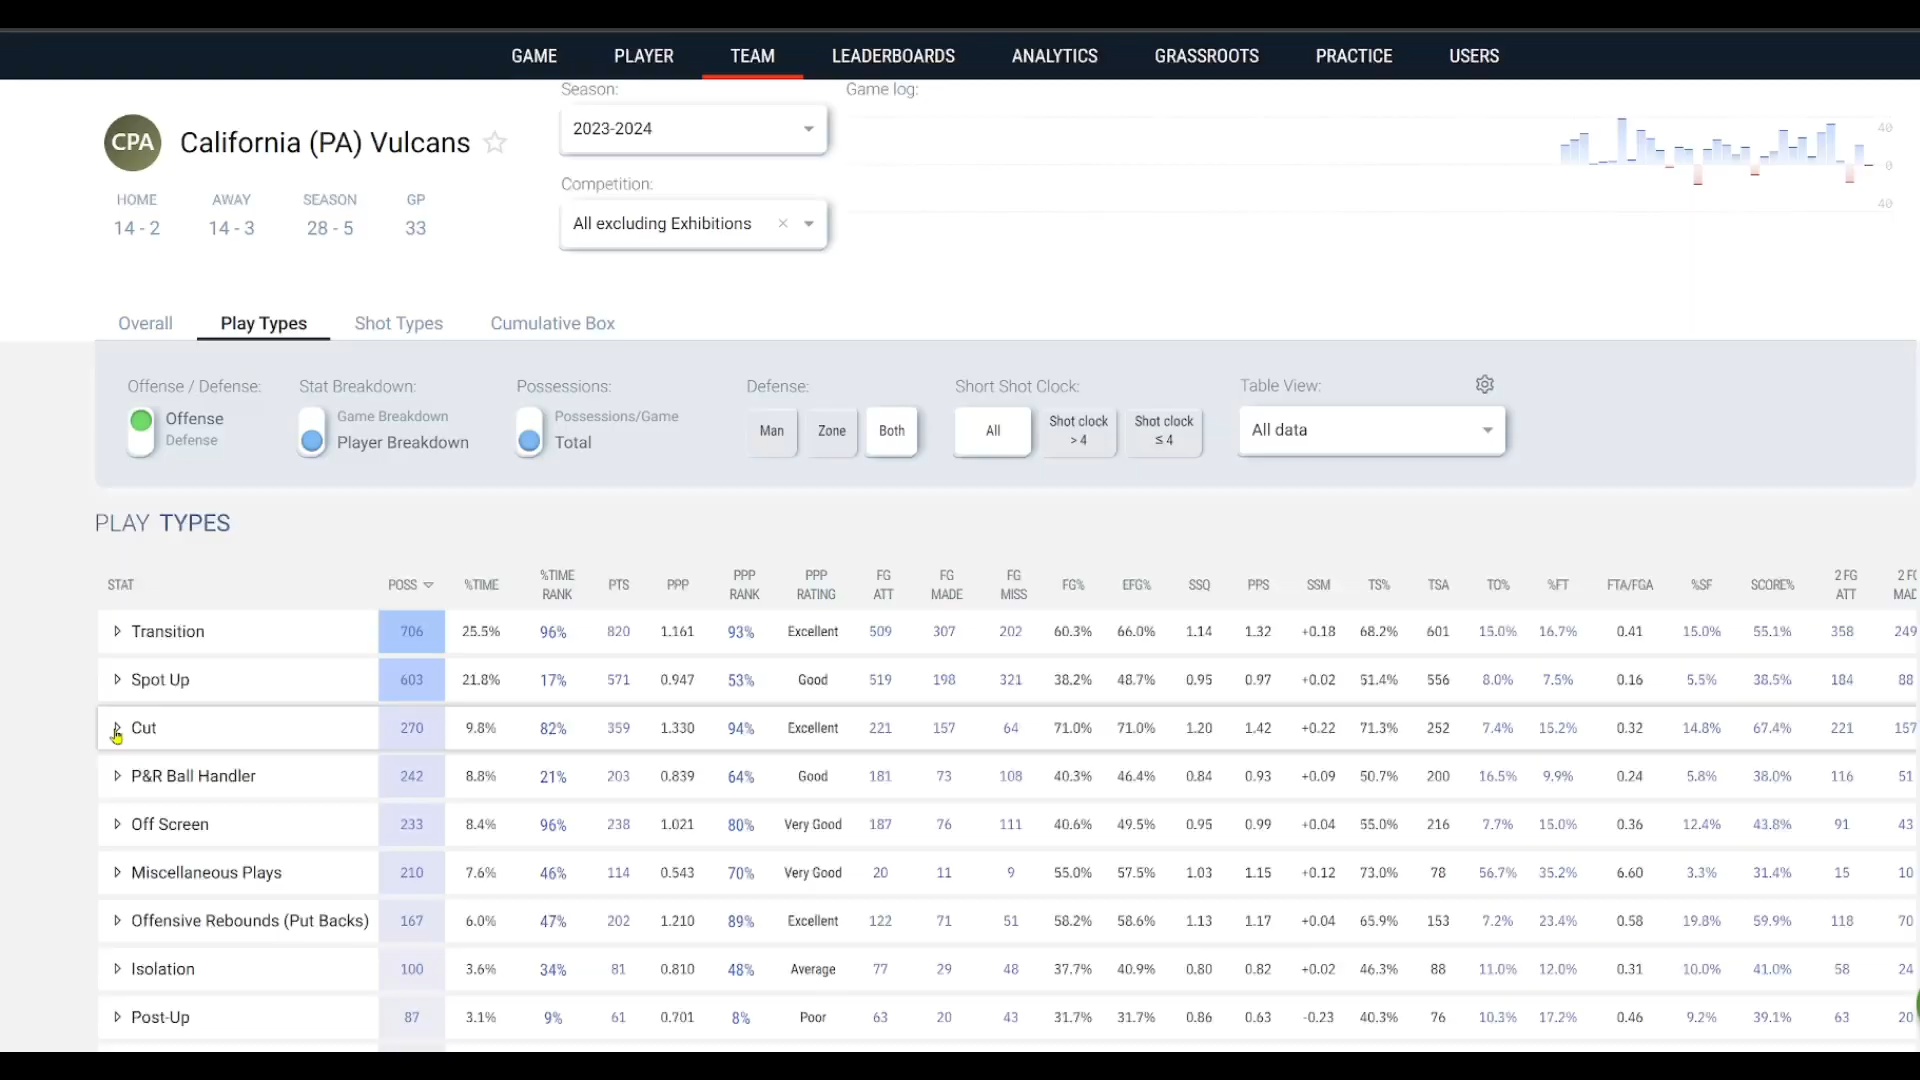 GAME PLAYER TEAM LEADERBOARDS ANALYTICS GRASSROOTS PRACTICE USERS
Season: Game log:
CPA California (PA) Vulcans
2023-2024
40
0
40
Competition:
HOME AWAY SEASON GP
14 - 2 14 - 3 28 - 5 33
All excluding Exhibitions ×
Overall Play Types Shot Types Cumulative Box
Offense / Defense: Stat Breakdown: Possessions: Defense: Short Shot Clock: Table View:
Offense
Defense
Game Breakdown
Player Breakdown
Possessions/Game
Total
Man Zone Both
All
Shot clock
> 4
Shot clock
≤ 4
All data
PLAY TYPES
STAT POSS %TIME %TIME RANK PTS PPP PPP RANK PPP RATING FG ATT FG MADE FG MISS FG% EFG% SSQ PPS SSM TS% TSA TO% %FT FTA/FGA %SF SCORE% 2 FG ATT
Transition 706 25.5% 96% 820 1.161 93% Excellent 509 307 202 60.3% 66.0% 1.14 1.32 +0.18 68.2% 601 15.0% 16.7% 0.41 15.0% 55.1% 358 249
Spot Up 603 21.8% 17% 571 0.947 53% Good 519 198 321 38.2% 48.7% 0.95 0.97 +0.02 51.4% 556 8.0% 7.5% 0.16 5.5% 38.5% 184 88
Cut 270 9.8% 82% 359 1.330 94% Excellent 221 157 64 71.0% 71.0% 1.20 1.42 +0.22 71.3% 252 7.4% 15.2% 0.32 14.8% 67.4% 221 157
P&R Ball Handler 242 8.8% 21% 203 0.839 64% Good 181 73 108 40.3% 46.4% 0.84 0.93 +0.09 50.7% 200 16.5% 9.9% 0.24 5.8% 38.0% 116 51
Off Screen 233 8.4% 96% 238 1.021 80% Very Good 187 76 111 40.6% 49.5% 0.95 0.99 +0.04 55.0% 216 7.7% 15.0% 0.36 12.4% 43.8% 91 43
Miscellaneous Plays 210 7.6% 46% 114 0.543 70% Very Good 20 11 9 55.0% 57.5% 1.03 1.15 +0.12 73.0% 78 56.7% 35.2% 6.60 3.3% 31.4% 15 10
Offensive Rebounds (Put Backs) 167 6.0% 47% 202 1.210 89% Excellent 122 71 51 58.2% 58.6% 1.13 1.17 +0.04 65.9% 153 7.2% 23.4% 0.58 19.8% 59.9% 118 70
Isolation 100 3.6% 34% 81 0.810 48% Average 77 29 48 37.7% 40.9% 0.80 0.82 +0.02 46.3% 88 11.0% 12.0% 0.31 10.0% 41.0% 58 24
Post-Up 87 3.1% 9% 61 0.701 8% Poor 63 20 43 31.7% 31.7% 0.86 0.63 -0.23 40.3% 76 10.3% 17.2% 0.46 9.2% 39.1% 63 20